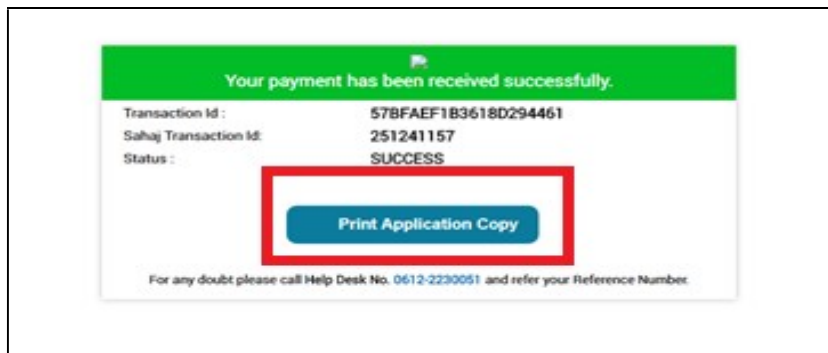 Your payment has been received successfully.
Transaction Id : 57BFAEF1B3618D294461
Sahaj Transaction Id: 251241157
Status : SUCCESS
Print Application Copy
For any doubt please call Help Desk No. 0612-2230051 and refer your Reference Number.